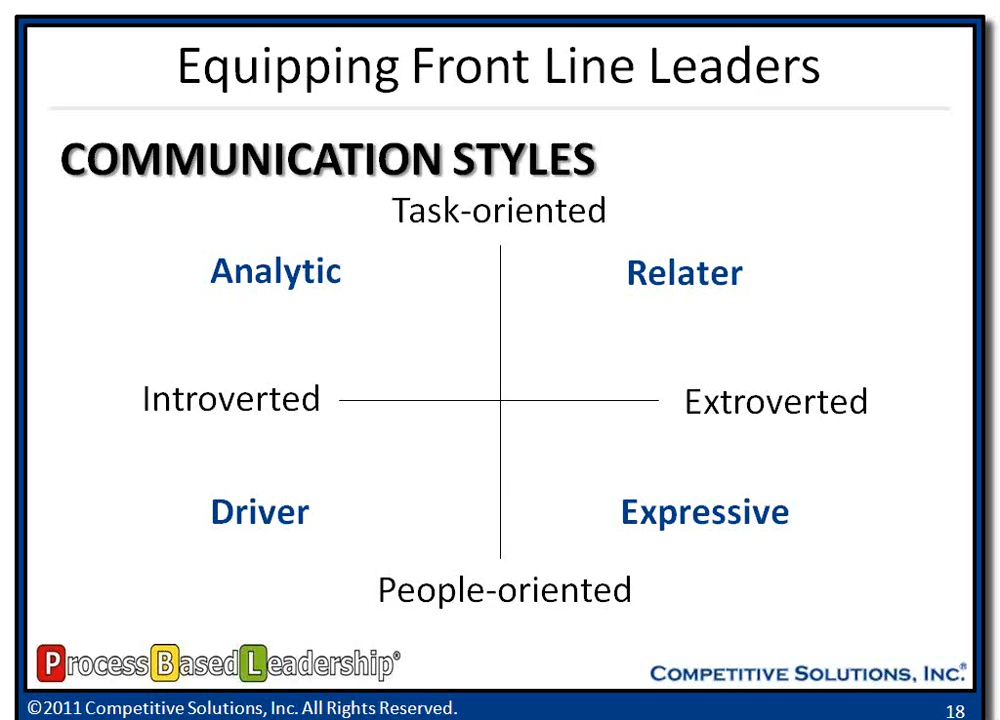 Equipping Front Line Leaders
COMMUNICATION STYLES
Task-oriented
Analytic
Relater
Introverted
Extroverted
Driver
Expressive
People-oriented
ProcessBasedLeadership®
COMPETITIVE SOLUTIONS, INC.®
©2011 Competitive Solutions, Inc. All Rights Reserved.
18